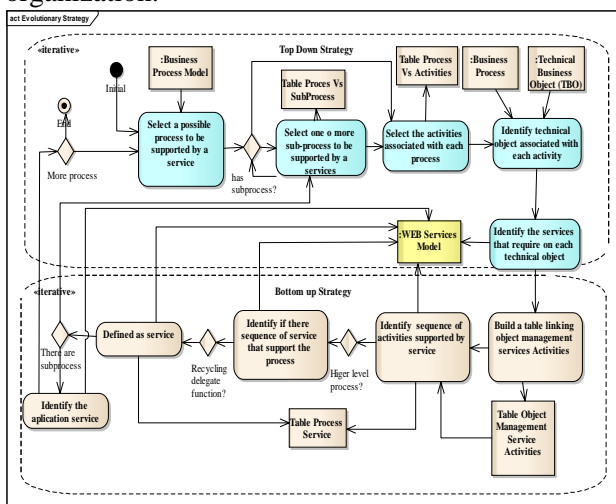 organization.
act Evolutionary Strategy
«iterative»
Top Down Strategy
:Business
Process Model
Table Process
Vs Activities
:Business
Process
:Technical
Business
Object (TBO)
Initial
End
Table Proces Vs
SubProcess
Select a possible
process to be
supported by a
service
Select one o more
sub-process to be
supported by a
services
Select the activities
associated with each
process
Identify technical
object associated with
each activity
More process
has
subprocess?
:WEB Services
Model
Identify the services
that require on each
technical object
«iterative»
Bottom up Strategy
Defined as service
Identify if there
sequence of service
that support the
process
Identify sequence of
activities supported by
service
Build a table linking
object management
services Activities
There are
subprocess
Recycling
delegate
function?
Higer level
process?
Identify the
aplication service
Table Process
Service
Table Object
Management
Service
Activities